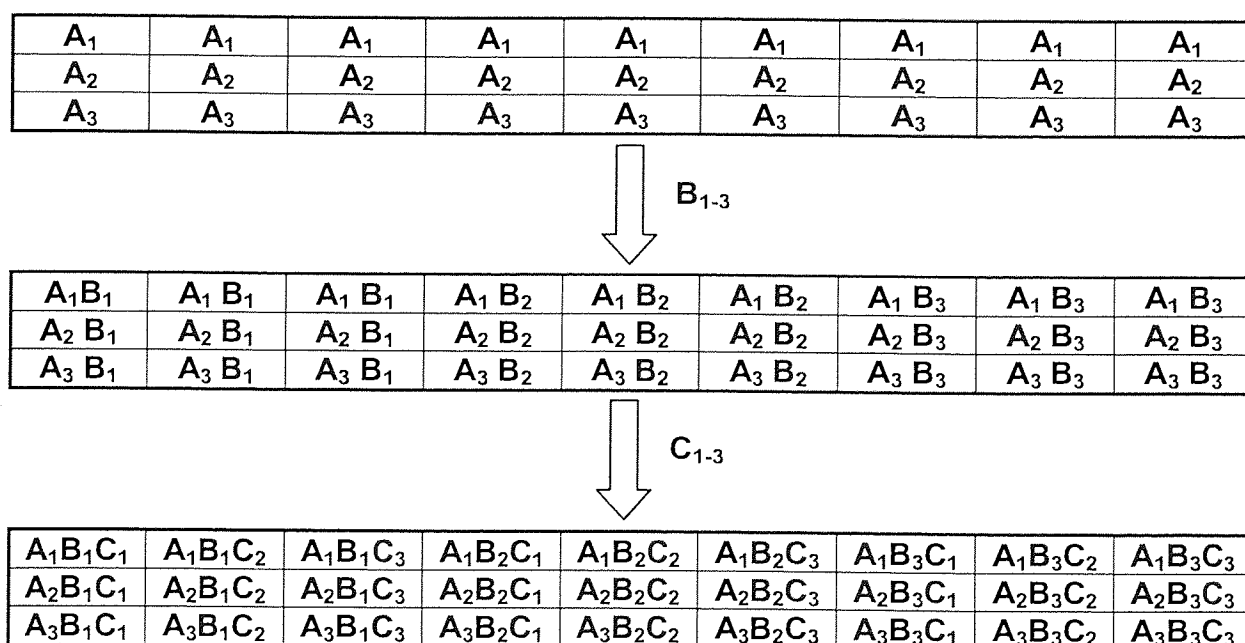 A₁ A₁ A₁ A₁ A₁ A₁ A₁ A₁ A₁
A₂ A₂ A₂ A₂ A₂ A₂ A₂ A₂ A₂
A₃ A₃ A₃ A₃ A₃ A₃ A₃ A₃ A₃
B₁₋₃
A₁B₁ A₁ B₁ A₁ B₁ A₁ B₂ A₁ B₂ A₁ B₂ A₁ B₃ A₁ B₃ A₁ B₃
A₂ B₁ A₂ B₁ A₂ B₁ A₂ B₂ A₂ B₂ A₂ B₂ A₂ B₃ A₂ B₃ A₂ B₃
A₃ B₁ A₃ B₁ A₃ B₁ A₃ B₂ A₃ B₂ A₃ B₂ A₃ B₃ A₃ B₃ A₃ B₃
C₁₋₃
A₁B₁C₁ A₁B₁C₂ A₁B₁C₃ A₁B₂C₁ A₁B₂C₂ A₁B₂C₃ A₁B₃C₁ A₁B₃C₂ A₁B₃C₃
A₂B₁C₁ A₂B₁C₂ A₂B₁C₃ A₂B₂C₁ A₂B₂C₂ A₂B₂C₃ A₂B₃C₁ A₂B₃C₂ A₂B₃C₃
A₃B₁C₁ A₃B₁C₂ A₃B₁C₃ A₃B₂C₁ A₃B₂C₂ A₃B₂C₃ A₃B₃C₁ A₃B₃C₂ A₃B₃C₃